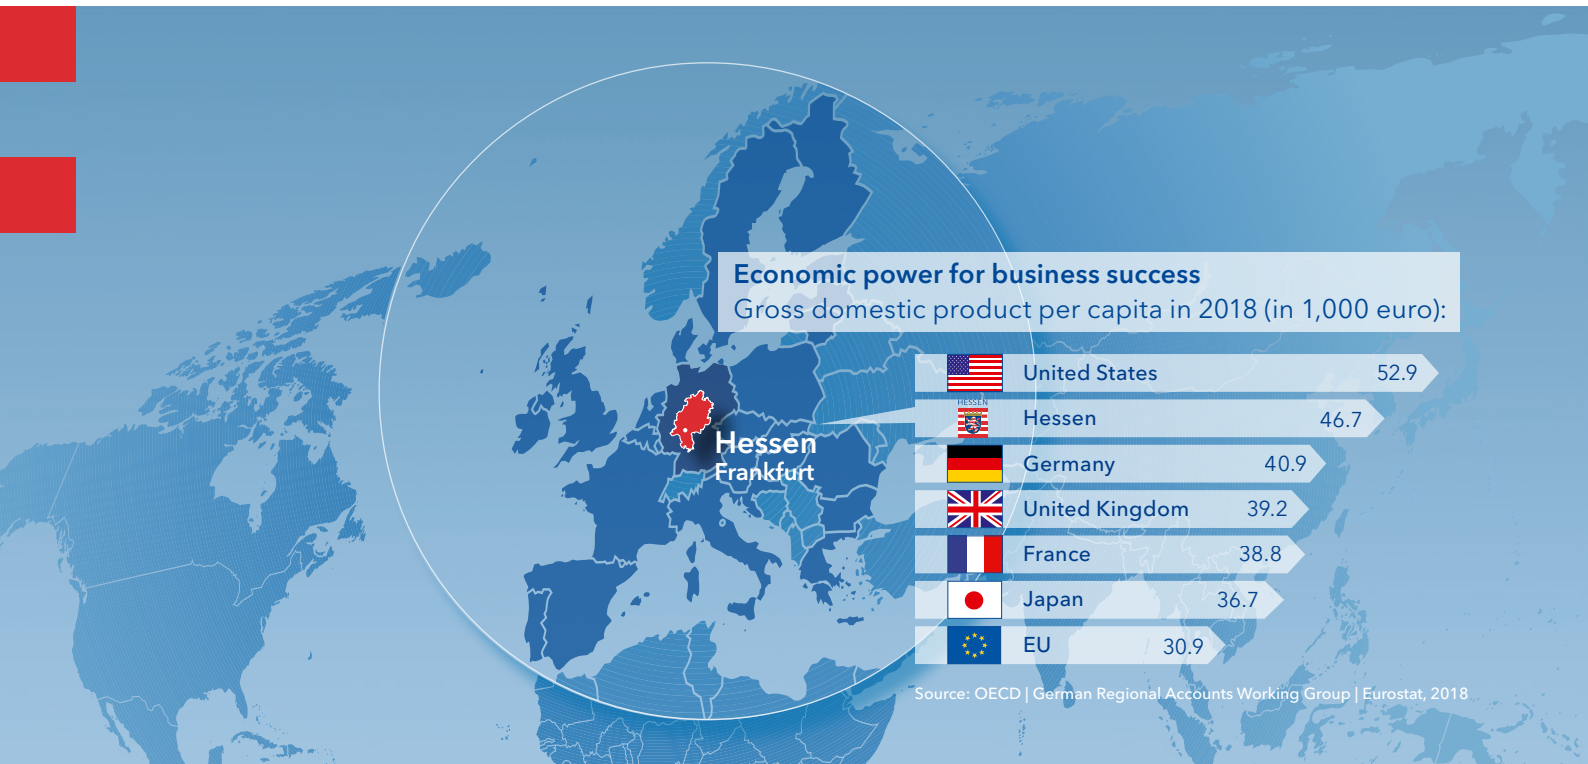 Economic power for business success
Gross domestic product per capita in 2018 (in 1,000 euro):
United States 52.9
HESSEN
Hessen 46.7
Germany 40.9
United Kingdom 39.2
France 38.8
Japan 36.7
EU 30.9
Source: OECD | German Regional Accounts Working Group | Eurostat, 2018
Hessen
Frankfurt